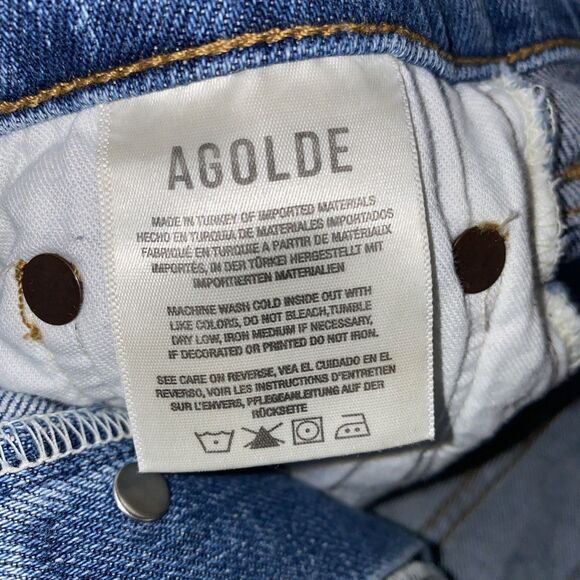 AGOLDE
MADE IN TURKEY OF IMPORTED MATERIALS
HECHO EN TURQUIA DE MATERIALES IMPORTADOS
FABRIQUÉ EN TURQUIE A PARTIR DE MATÉRIAUX
IMPORTÉS, IN DER TÜRKEI HERGESTELLT MIT
IMPORTIERTEN MATERIALIEN
MACHINE WASH COLD INSIDE OUT WITH
LIKE COLORS, DO NOT BLEACH,TUMBLE
DRY LOW, IRON MEDIUM IF NECESSARY,
IF DECORATED OR PRINTED DO NOT IRON.
SEE CARE ON REVERSE, VEA EL CUIDADO EN EL
REVERSO, VOIR LES INSTRUCTIONS D'ENTRETIEN
SUR L'ENVERS, PFLEGEANLEITUNG AUF DER
RÜCKSEITE